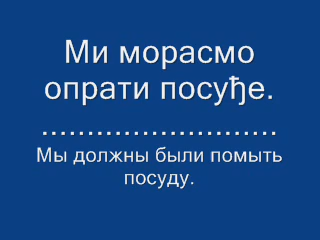 Ми морасмо
опрати посуђе.
..........................
Мы должны были помыть
посуду.